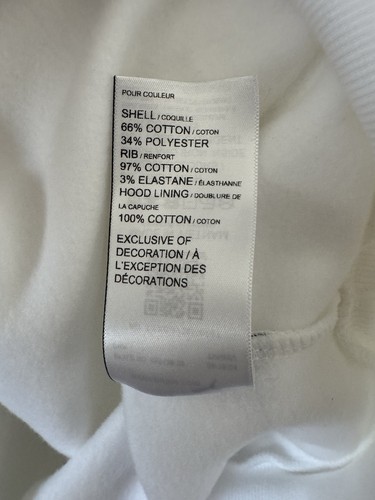 POUR COULEUR
SHELL / COQUILLE
66% COTTON / COTON
34% POLYESTER
RIB / RENFORT
97% COTTON / COTON
3% ELASTANE / ÉLASTHANNE
HOOD LINING / DOUBLURE DE
LA CAPUCHE
100% COTTON / COTON
EXCLUSIVE OF
DECORATION / À
L'EXCEPTION DES
DÉCORATIONS